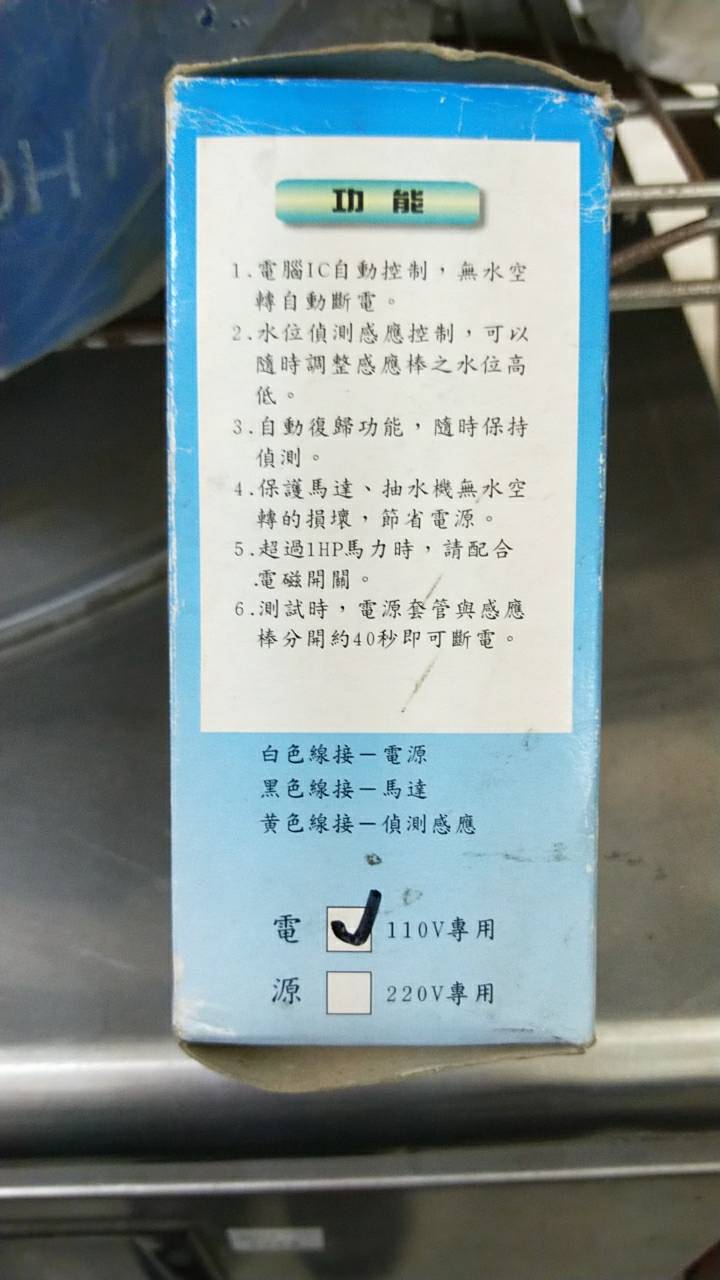 功能
1.電腦IC自動控制，無水空
轉自動斷電。
2.水位偵測感應控制，可以
隨時調整感應棒之水位高
低。
3.自動復歸功能，隨時保持
偵測。
4.保護馬達、抽水機無水空
轉的損壞，節省電源。
5.超過1HP馬力時，請配合
電磁開關。
6.測試時，電源套管與感應
棒分開約40秒即可斷電。
白色線接－電源
黑色線接－馬達
黃色線接－偵測感應
電 110V專用
源 220V專用